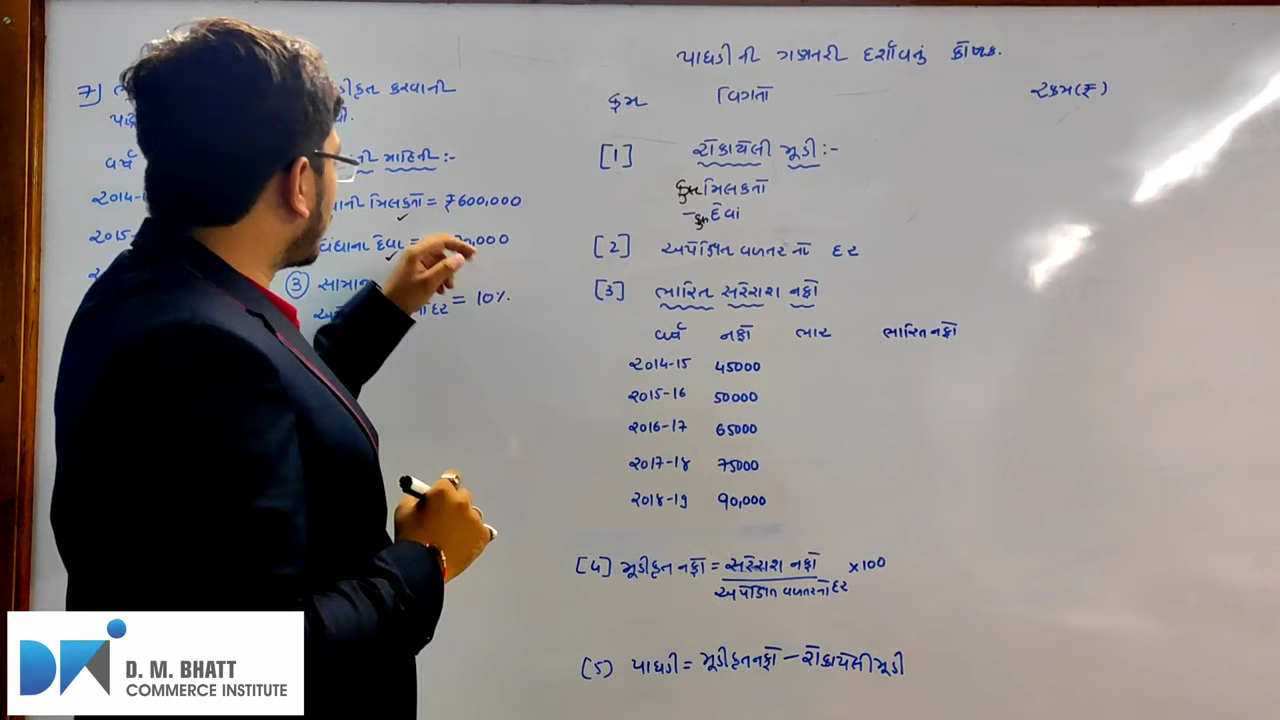 પાઘડી ની ગણતરી દર્શાવતું કોષ્ટક.
7)
ડીકૃત કરવાની
વર્ષ
ની માહિતી :-
2014-1
ાની મિલકતો = ₹600,000
2015-
ધંધાના દેવા =
0,000
③ સામાન્
દર = 10%.
ક્રમ વિગતો રકમ(₹)
[1] રોકાયેલી મૂડી :-
મિલકતો
- દેવાં
[2] અપેક્ષિત વળતરનો દર
[3] ભારિત સરેરાશ નફો
વર્ષ નફો ભાર ભારિત નફો
2014-15 45000
2015-16 50000
2016-17 65000
2017-18 75000
2018-19 90,000
[4] મૂડીકૃત નફો = સરેરાશ નફો ×100
અપેક્ષિત વળતરનો દર
(5) પાઘડી = મૂડીકૃત નફો - રોકાયેલી મૂડી
D. M. BHATT
COMMERCE INSTITUTE